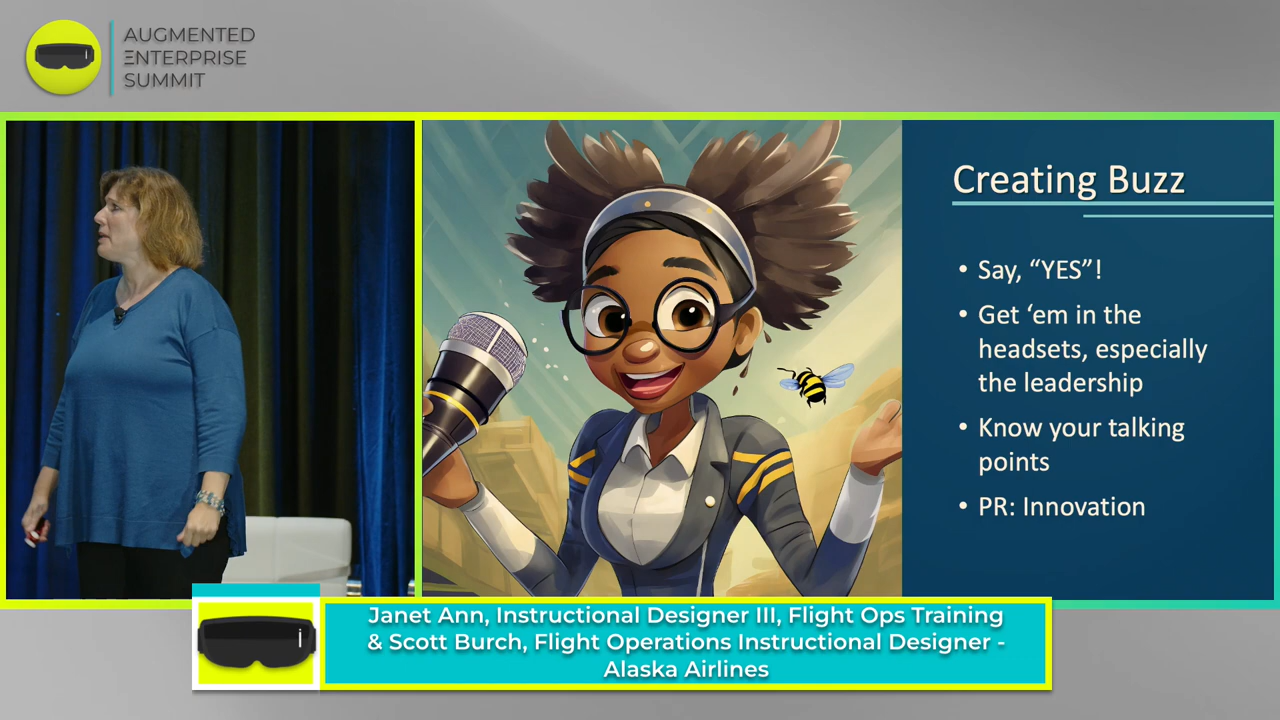 AUGMENTED
ENTERPRISE
SUMMIT
Creating Buzz
• Say, “YES”!
• Get ‘em in the
headsets, especially
the leadership
• Know your talking
points
• PR: Innovation
Janet Ann, Instructional Designer III, Flight Ops Training
& Scott Burch, Flight Operations Instructional Designer -
Alaska Airlines